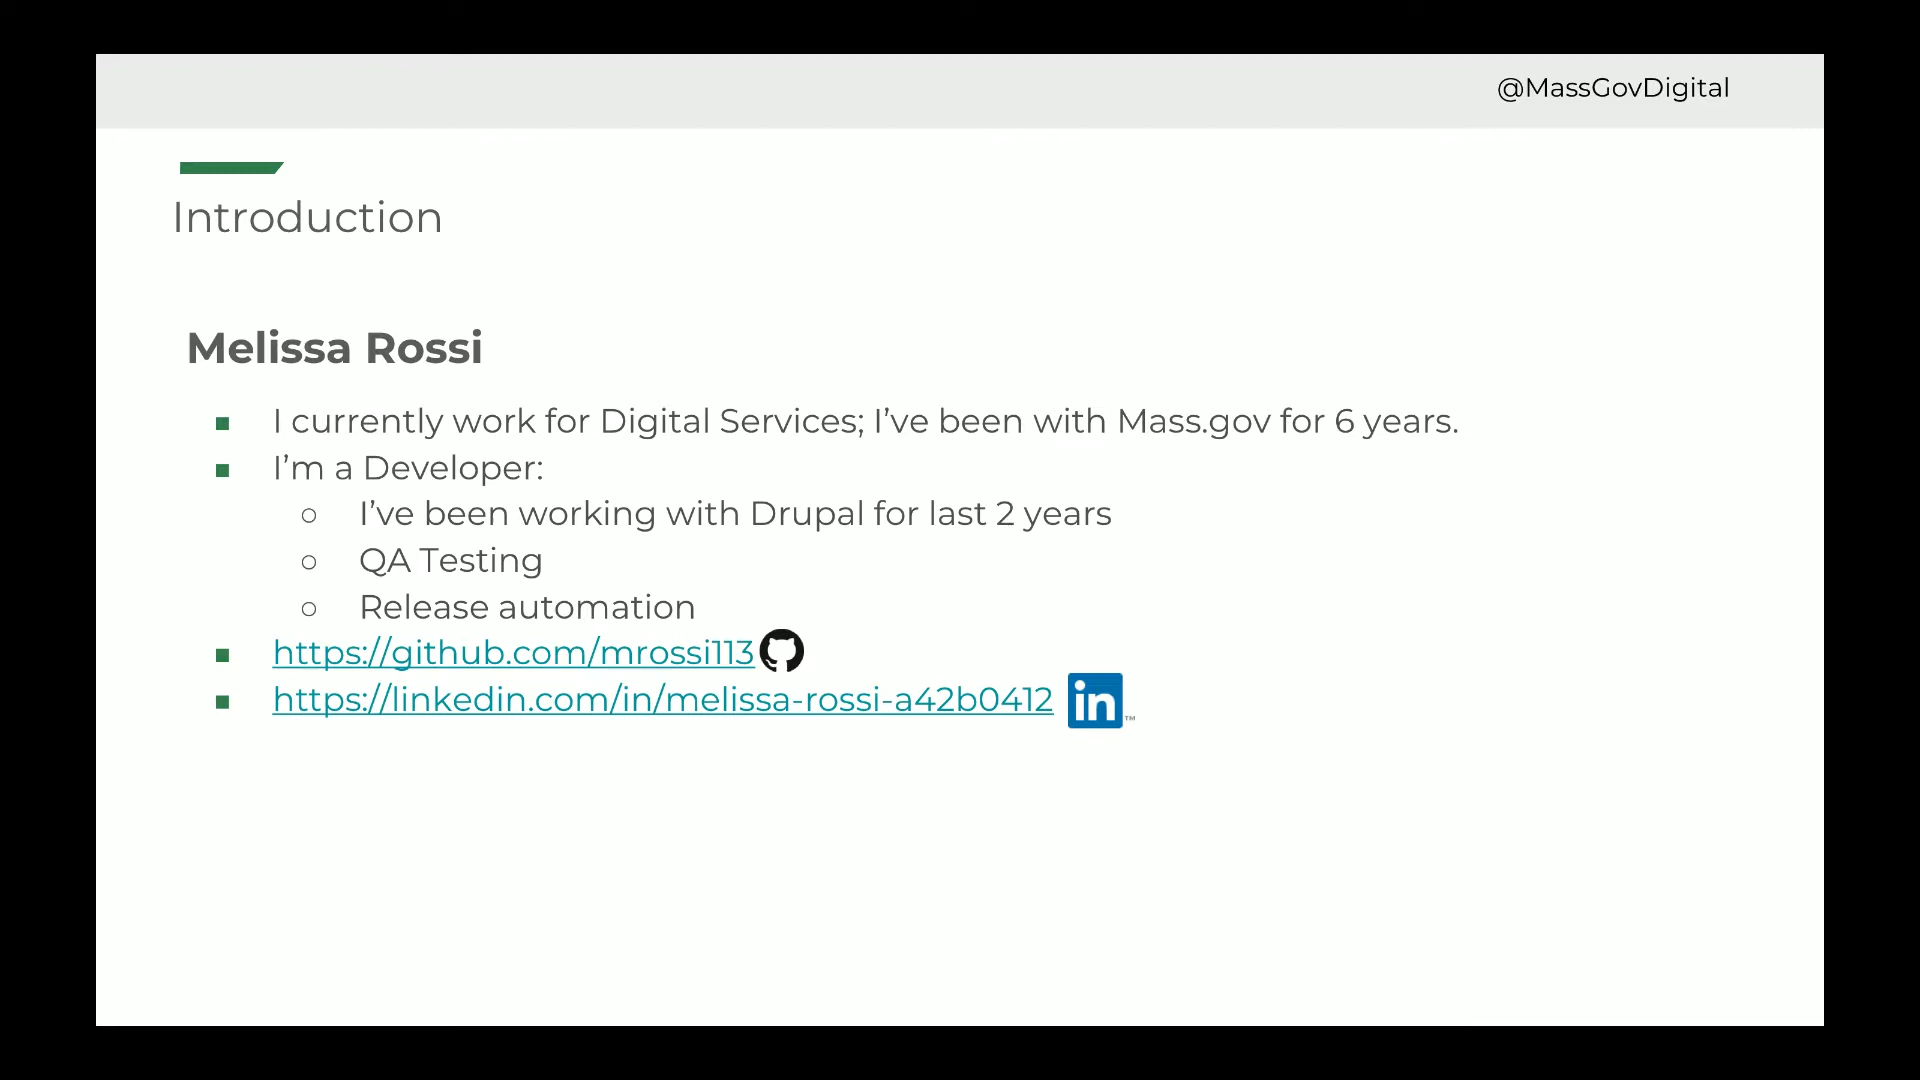 @MassGovDigital
Introduction
Melissa Rossi
I currently work for Digital Services; I’ve been with Mass.gov for 6 years.
I’m a Developer:
I’ve been working with Drupal for last 2 years
QA Testing
Release automation
https://github.com/mrossi113
https://linkedin.com/in/melissa-rossi-a42b0412 in™